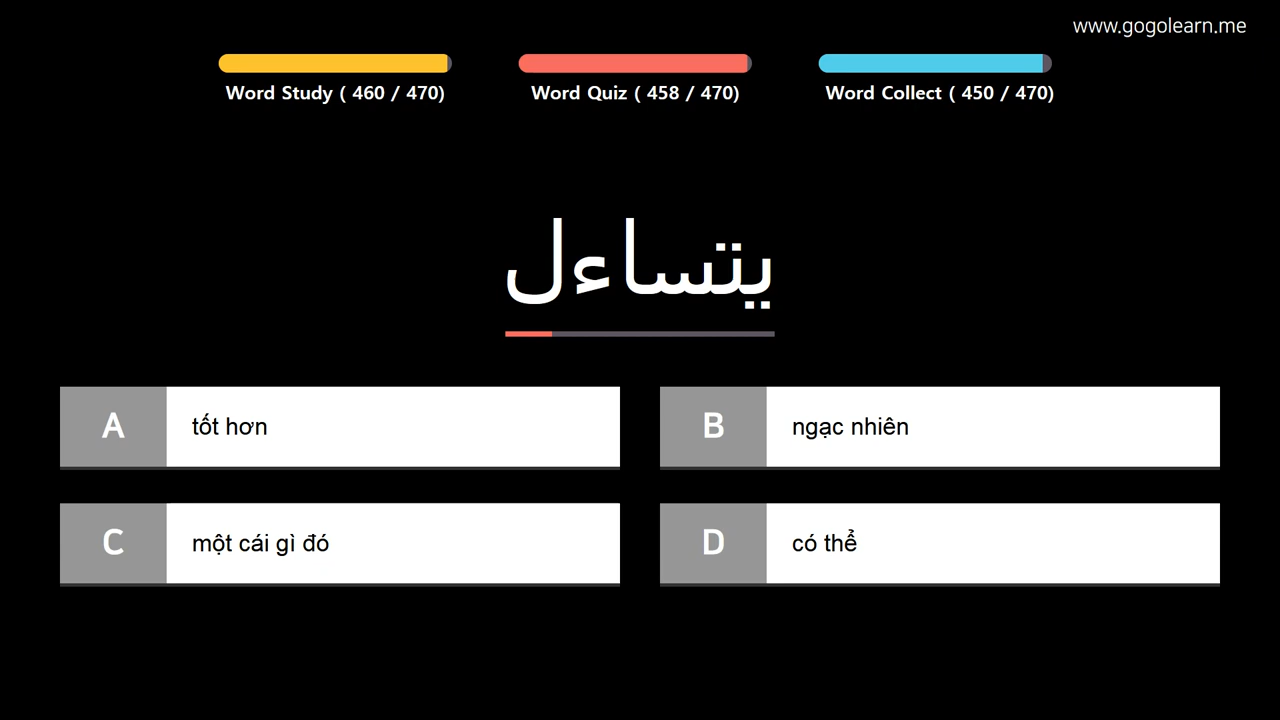 www.gogolearn.me
Word Study ( 460 / 470)
Word Quiz ( 458 / 470)
Word Collect ( 450 / 470)
يتساءل
A
tốt hơn
B
ngạc nhiên
C
một cái gì đó
D
có thể